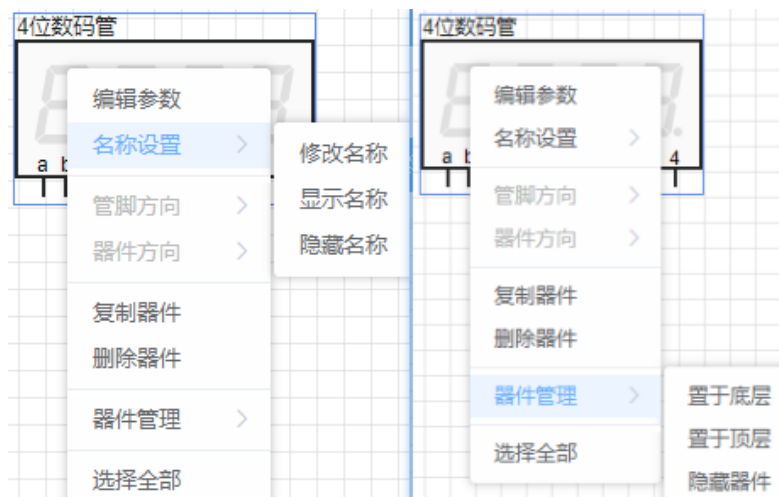 4位数码管
a b
编辑参数
名称设置
修改名称
显示名称
隐藏名称
管脚方向
器件方向
复制器件
删除器件
器件管理
选择全部
4位数码管
a b 4
编辑参数
名称设置
管脚方向
器件方向
复制器件
删除器件
器件管理
置于底层
置于顶层
隐藏器件
选择全部